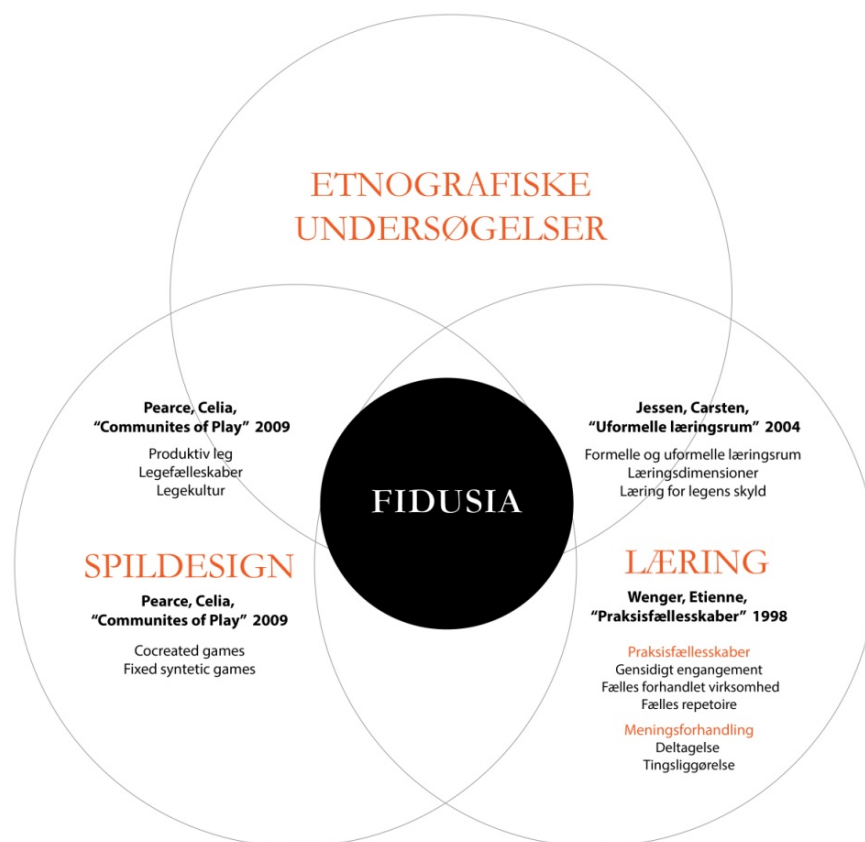 ETNOGRAFISKE
UNDERSØGELSER
Pearce, Celia,
“Communites of Play” 2009
Produktiv leg
Legefælleskaber
Legekultur
Jessen, Carsten,
“Uformelle læringsrum” 2004
Formelle og uformelle læringsrum
Læringsdimensioner
Læring for legens skyld
FIDUSIA
SPILDESIGN
Pearce, Celia,
“Communites of Play” 2009
Cocreated games
Fixed syntetic games
LÆRING
Wenger, Etienne,
“Praksisfællesskaber” 1998
Praksisfællesskaber
Gensidigt engangement
Fælles forhandlet virksomhed
Fælles repetoire
Meningsforhandling
Deltagelse
Tingsliggørelse